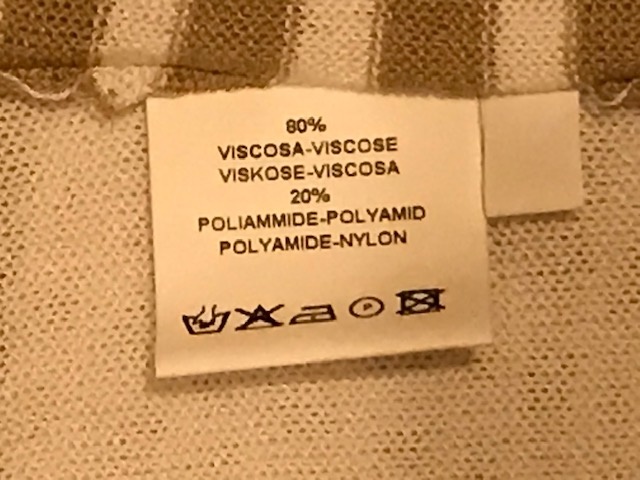 80%
VISCOSA-VISCOSE
VISKOSE-VISCOSA
20%
POLIAMMIDE-POLYAMID
POLYAMIDE-NYLON
P